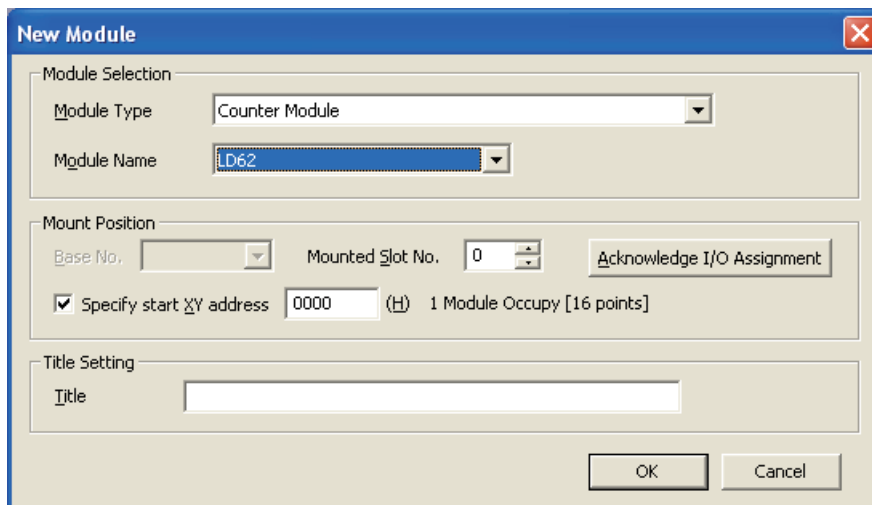 New Module
Module Selection
Module Type Counter Module
Module Name LD62
Mount Position
Base No. Mounted Slot No. 0 Acknowledge I/O Assignment
Specify start XY address 0000 (H) 1 Module Occupy [16 points]
Title Setting
Title
OK Cancel